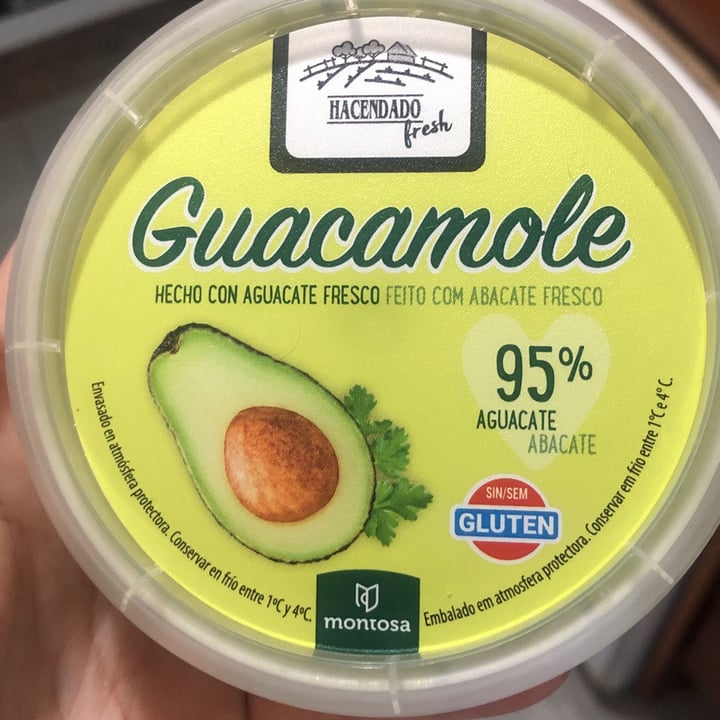 HACENDADO
fresh
Guacamole
HECHO CON AGUACATE FRESCO FEITO COM ABACATE FRESCO
95%
AGUACATE
ABACATE
SIN/SEM
GLUTEN
Envasado en atmósfera protectora. Conservar en frío entre 1ºC y 4ºC.
montosa
Embalado em atmosfera protectora. Conservar en frio entre 1ºC e 4ºC.